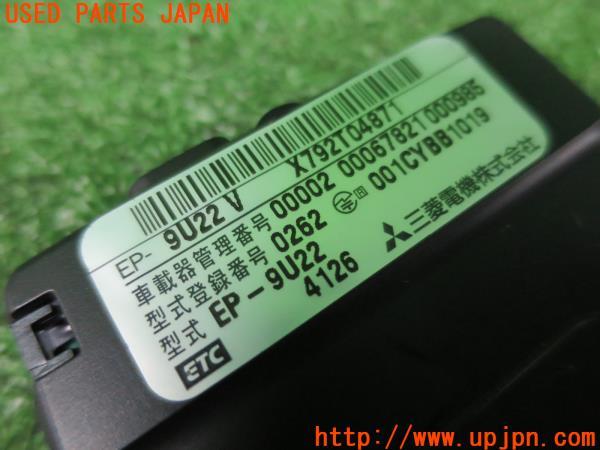 USED PARTS JAPAN
EP- 9U22 V X792T04871
車載器管理番号 00002 00067821 000985
型式登録番号 0262 001CYBB1019
型式 EP-9U22 三菱電機株式会社
4126
ETC
http://www.upjpn.com/